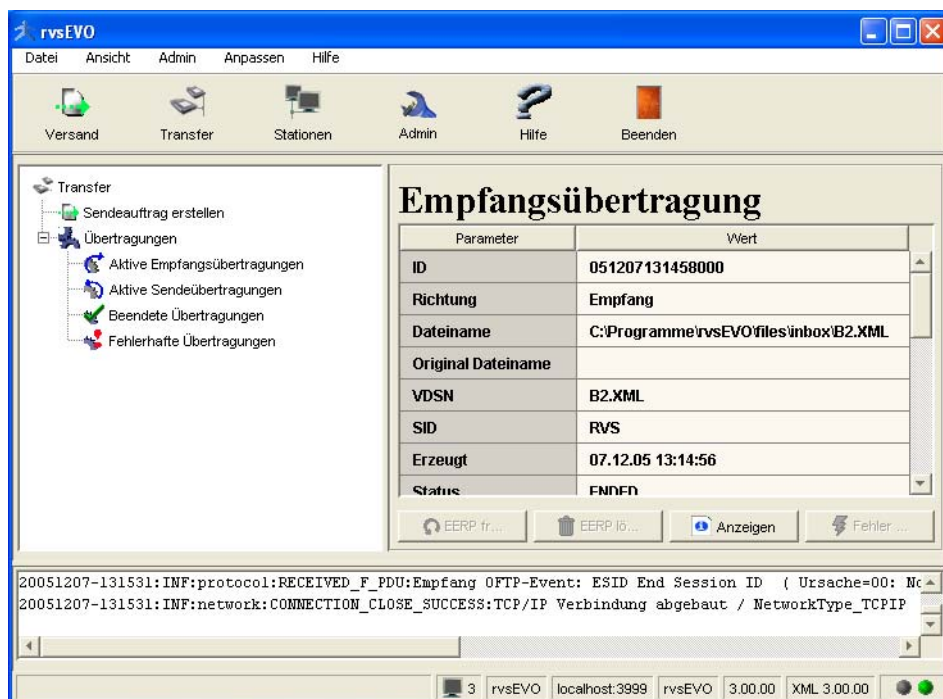 rvsEVO
Datei Ansicht Admin Anpassen Hilfe
Versand Transfer Stationen Admin Hilfe Beenden
Transfer
Sendeauftrag erstellen
Übertragungen
Aktive Empfangsübertragungen
Aktive Sendeübertragungen
Beendete Übertragungen
Fehlerhafte Übertragungen
Empfangsübertragung
Parameter Wert
ID 051207131458000
Richtung Empfang
Dateiname C:\Programme\rvsEVO\files\inbox\B2.XML
Original Dateiname
VDSN B2.XML
SID RVS
Erzeugt 07.12.05 13:14:56
Status ENDED
EERP fr... EERP lö... Anzeigen Fehler ...
20051207-131531:INF:protocol:RECEIVED_F_PDU:Empfang OFTP-Event: ESID End Session ID ( Ursache=00: No
20051207-131531:INF:network:CONNECTION_CLOSE_SUCCESS:TCP/IP Verbindung abgebaut / NetworkType_TCPIP
3 rvsEVO localhost:3999 rvsEVO 3.00.00 XML 3.00.00